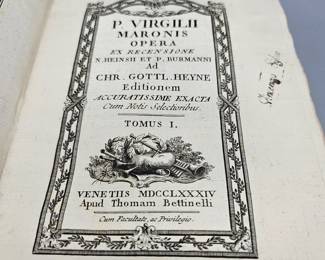 P. VIRGILII
MARONIS
OPERA
EX RECENSIONE
N. HEINSII ET P. BURMANNI
Ad
CHR. GOTTL. HEYNE
Editionem
ACCURATISSIME EXACTA
Cum Notis Selectioribus.
TOMUS I.
VENETIIS MDCCLXXXIV
Apud Thomam Bettinelli
Cum Facultate, ac Privilegio.